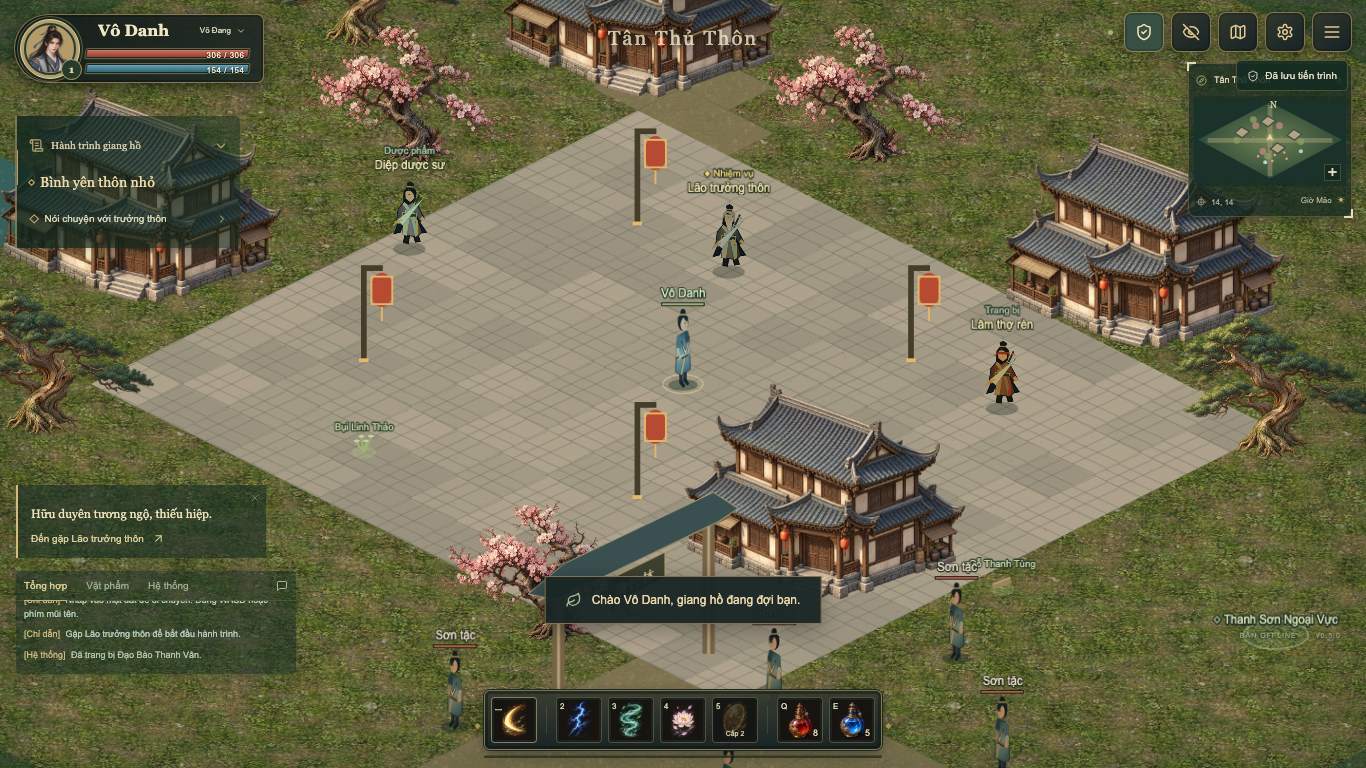 Vô Danh
Võ Đang
306 / 306
154 / 154
1
Tân Thủ Thôn
Đã lưu tiến trình
Tân
N
14, 14
Giờ Mão
Hành trình giang hồ
Bình yên thôn nhỏ
Nói chuyện với trưởng thôn
Dược phẩm
Diệp dược sư
Nhiệm vụ
Lão trưởng thôn
Vô Danh
Trang bị
Lâm thợ rèn
Bụi Linh Thảo
Hữu duyên tương ngộ, thiếu hiệp.
Đến gặp Lão trưởng thôn
Tổng hợp
Vật phẩm
Hệ thống
phím mũi tên.
[Chỉ dẫn] Gặp Lão trưởng thôn để bắt đầu hành trình.
[Hệ thống] Đã trang bị Đạo Bào Thanh Vân.
Chào Vô Danh, giang hồ đang đợi bạn.
Sơn tặc
Thanh Tùng
Sơn tặc
Sơn tặc
Thanh Sơn Ngoại Vực
BẢN OFFLINE
V0.5.0
2
3
4
5
Cấp 2
Q
8
E
5